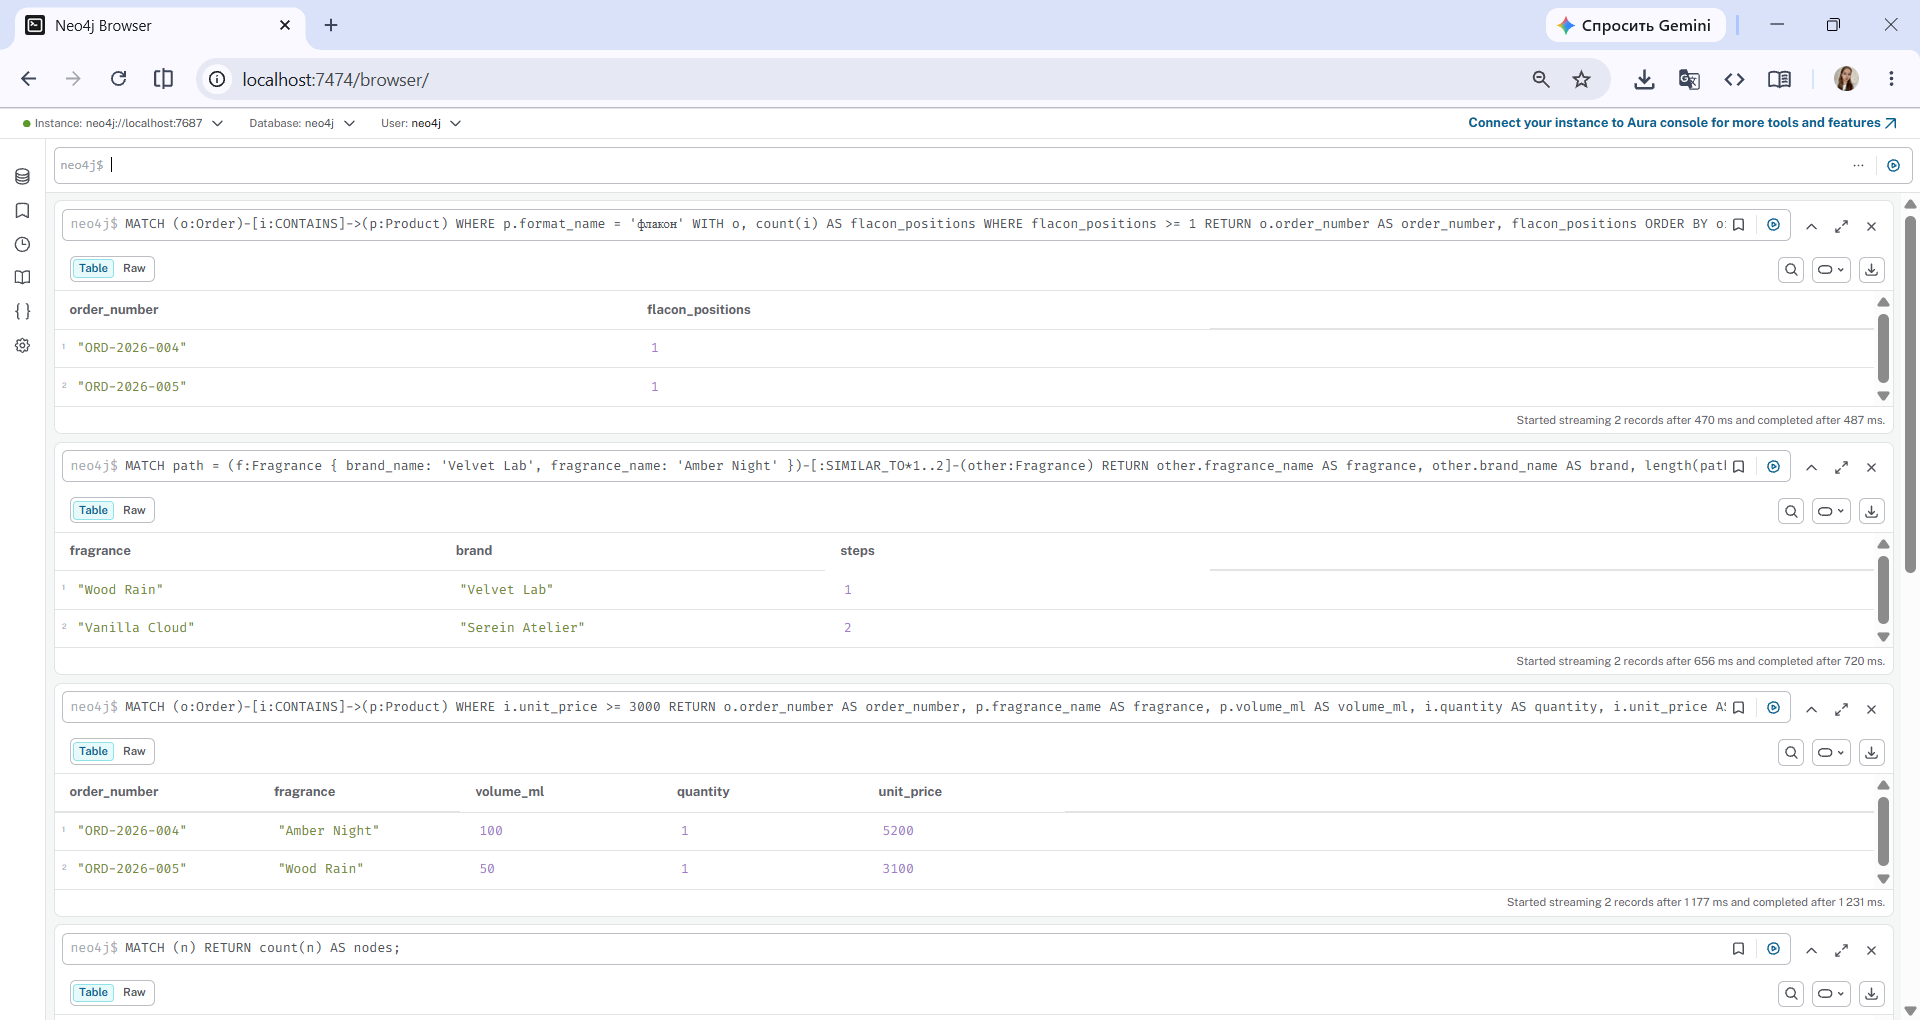 Neo4j Browser
Спросить Gemini
localhost:7474/browser/
Instance: neo4j://localhost:7687
Database: neo4j
User: neo4j
Connect your instance to Aura console for more tools and features
neo4j$
neo4j$ MATCH (o:Order)-[i:CONTAINS]->(p:Product) WHERE p.format_name = 'флакон' WITH o, count(i) AS flacon_positions WHERE flacon_positions >= 1 RETURN o.order_number AS order_number, flacon_positions ORDER BY o
Table Raw
order_number flacon_positions
1 "ORD-2026-004" 1
2 "ORD-2026-005" 1
Started streaming 2 records after 470 ms and completed after 487 ms.
neo4j$ MATCH path = (f:Fragrance { brand_name: 'Velvet Lab', fragrance_name: 'Amber Night' })-[:SIMILAR_TO*1..2]-(other:Fragrance) RETURN other.fragrance_name AS fragrance, other.brand_name AS brand, length(path
Table Raw
fragrance brand steps
1 "Wood Rain" "Velvet Lab" 1
2 "Vanilla Cloud" "Serein Atelier" 2
Started streaming 2 records after 656 ms and completed after 720 ms.
neo4j$ MATCH (o:Order)-[i:CONTAINS]->(p:Product) WHERE i.unit_price >= 3000 RETURN o.order_number AS order_number, p.fragrance_name AS fragrance, p.volume_ml AS volume_ml, i.quantity AS quantity, i.unit_price AS
Table Raw
order_number fragrance volume_ml quantity unit_price
1 "ORD-2026-004" "Amber Night" 100 1 5200
2 "ORD-2026-005" "Wood Rain" 50 1 3100
Started streaming 2 records after 1 177 ms and completed after 1 231 ms.
neo4j$ MATCH (n) RETURN count(n) AS nodes;
Table Raw